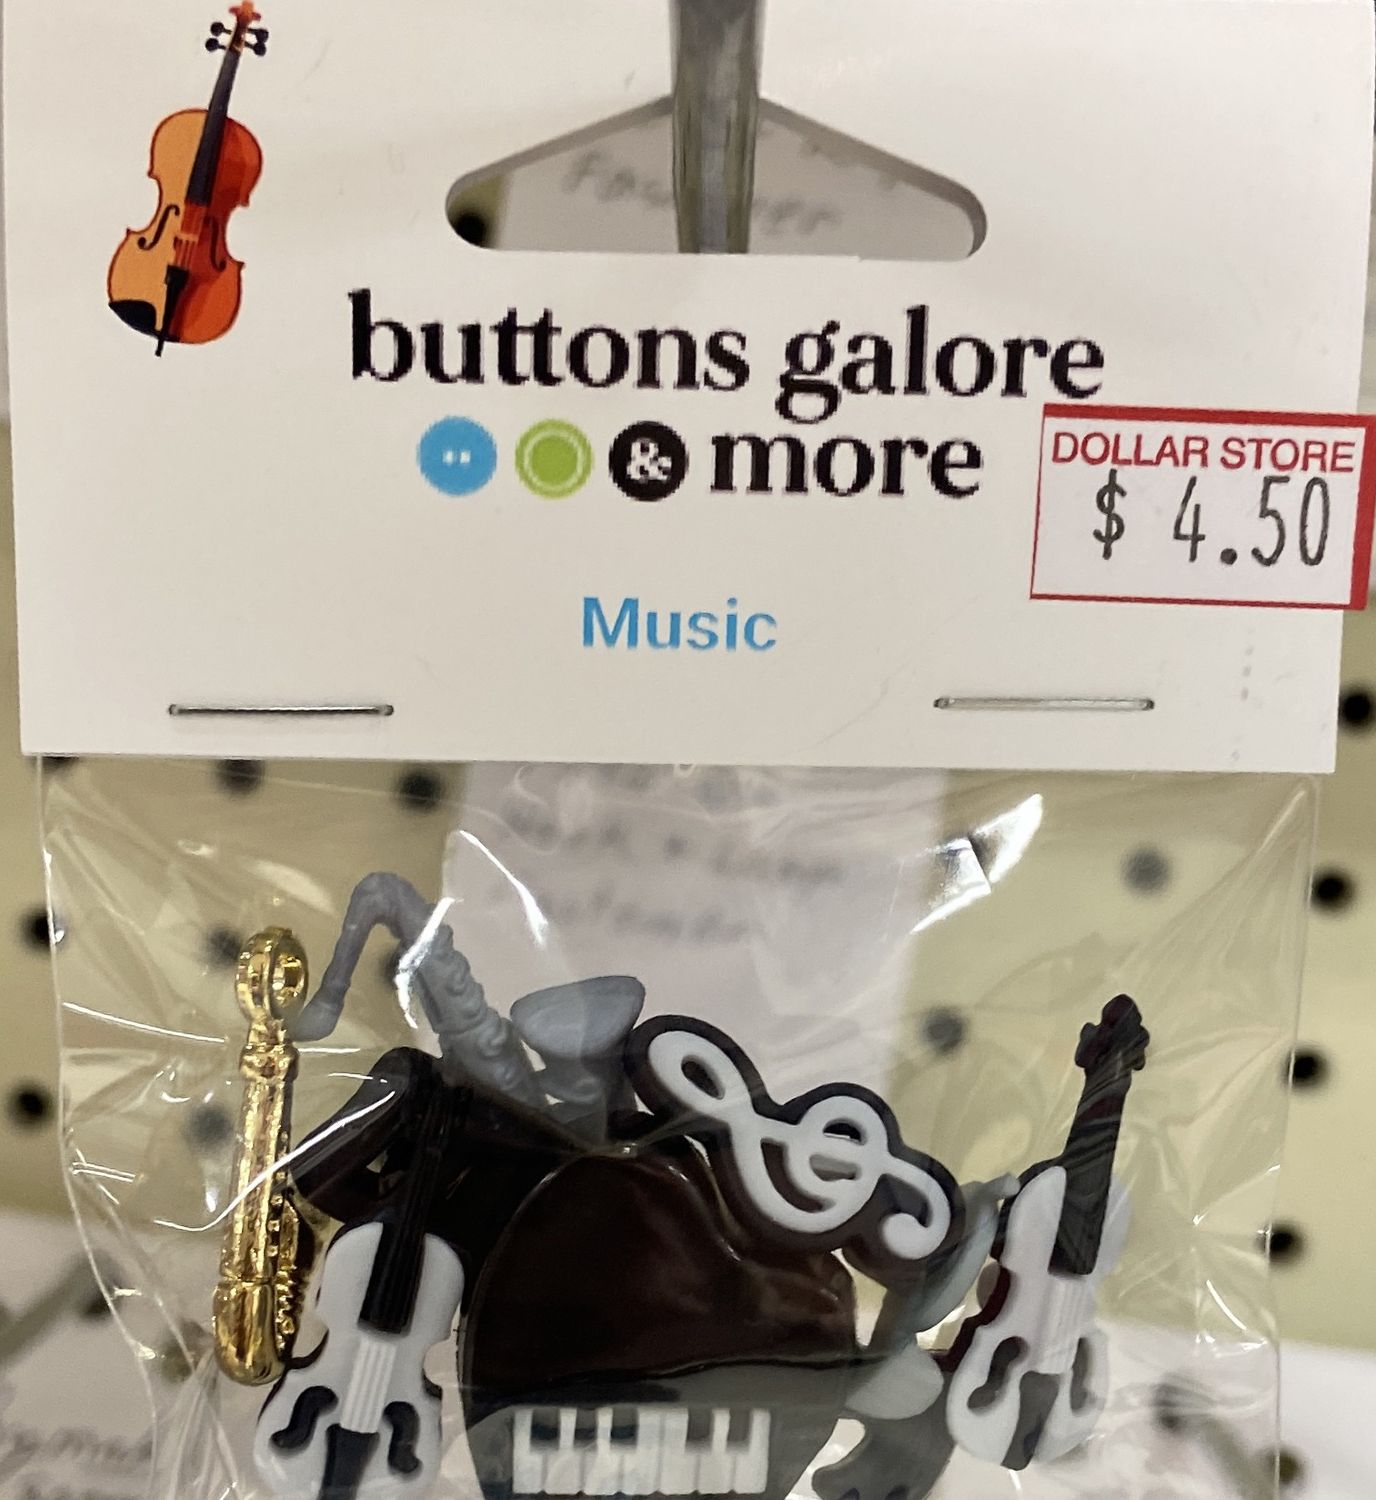 buttons galore
& more
DOLLAR STORE
$ 4.50
Music